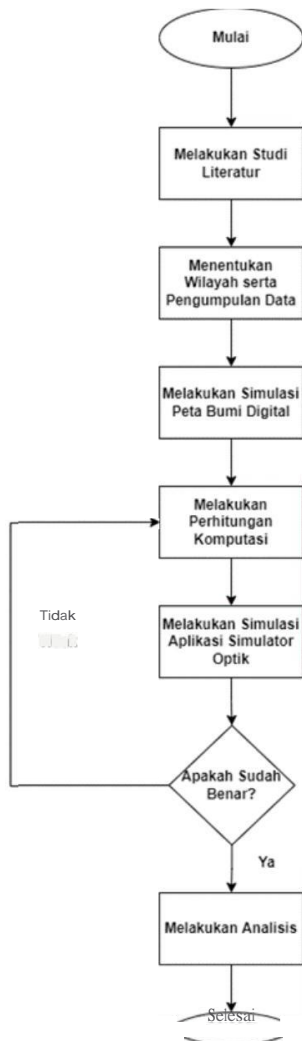 Mulai
Melakukan Studi
Literatur
Menentukan
Wilayah serta
Pengumpulan Data
Melakukan Simulasi
Peta Bumi Digital
Melakukan
Perhitungan
Komputasi
Tidak
Melakukan Simulasi
Aplikasi Simulator
Optik
Apakah Sudah
Benar?
Ya
Melakukan Analisis
Selesai